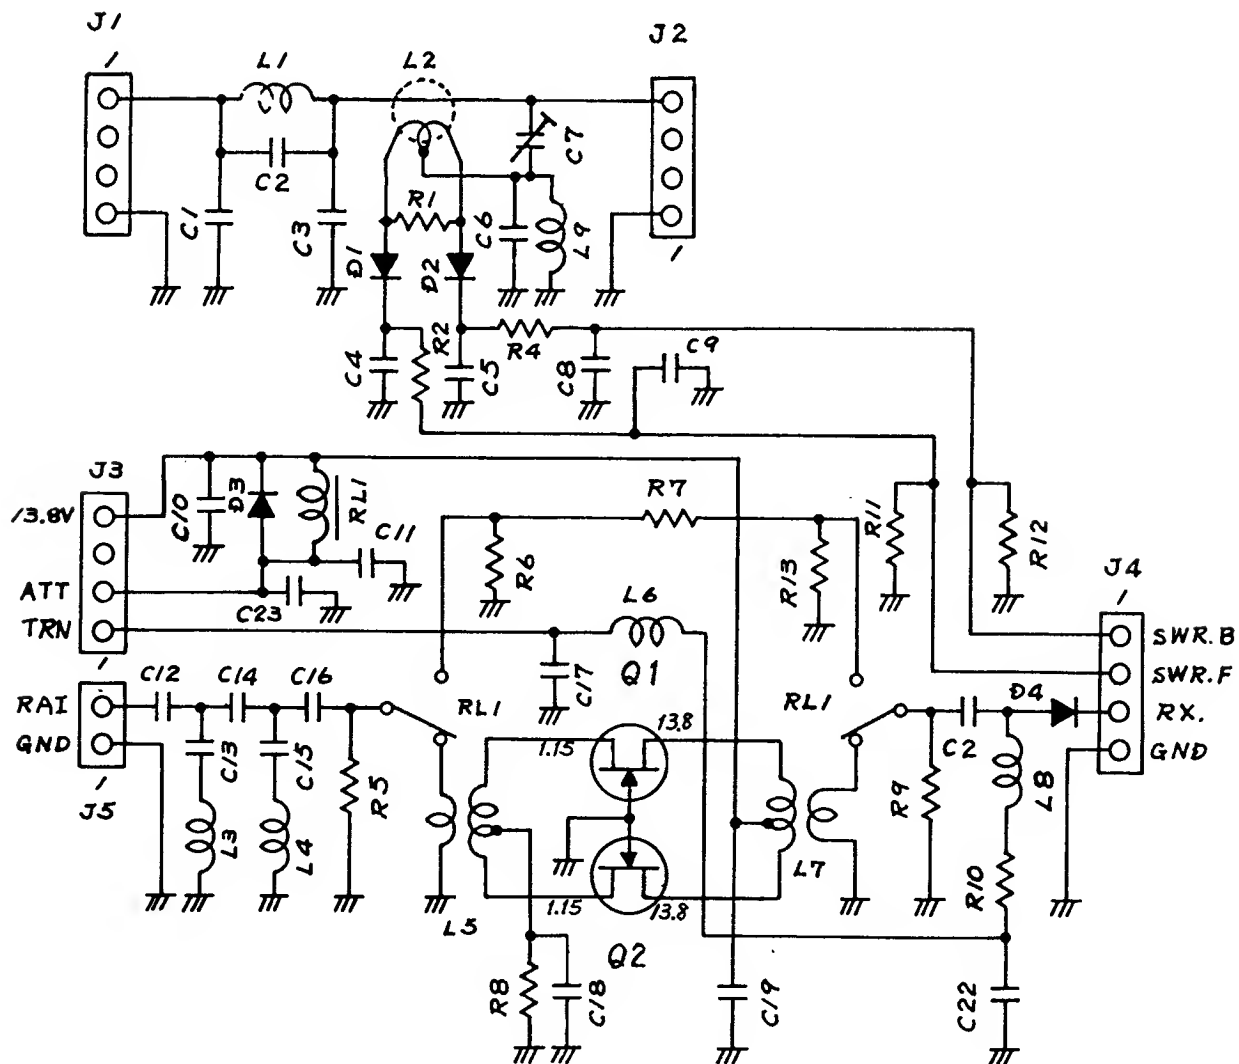 J1
1
L1
L2
J2
C7
C2
R1
C1
C3
C6
L9
D1
D2
1
R2
R4
C9
C4
C5
C8
J3
13.8V
C10
D3
RL1
C11
R7
R11
R12
R6
R13
J4
1
ATT
C23
L6
TRN
1
SWR.B
C12
C14
C16
C17
Q1
SWR.F
RAI
RL1
RL1
D4
RX.
13.8
1.15
GND
C13
C15
R5
C2
GND
1
J5
L3
L4
R9
L8
L7
R10
1.15
13.8
L5
Q2
R8
C18
C19
C22